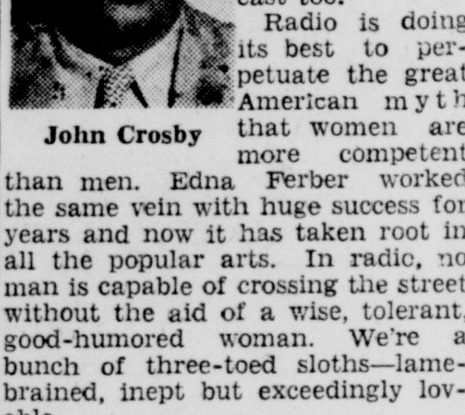 Radio is doing
its best to per-
petuate the great
American myth
John Crosby
that women are
more competent
than men. Edna Ferber worked
the same vein with huge success for
years and now it has taken root in
all the popular arts. In radio, no
man is capable of crossing the street
without the aid of a wise, tolerant,
good-humored woman. We're a
bunch of three-toed sloths—lame-
brained, inept but exceedingly lov-